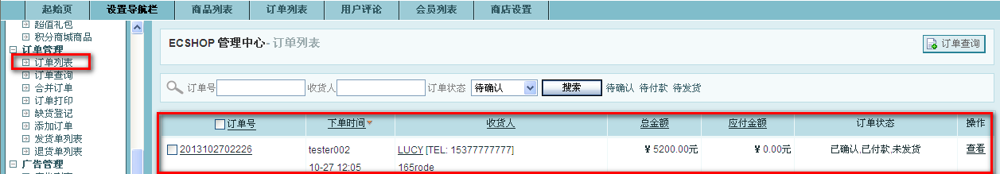 起始页 设置导航栏 商品列表 订单列表 用户评论 会员列表 商店设置
超值礼包
积分商城商品
订单管理
订单列表
订单查询
合并订单
订单打印
缺货登记
添加订单
发货单列表
退货单列表
广告管理
ECSHOP 管理中心 - 订单列表
订单查询
订单号 收货人 订单状态 待确认 搜索 待确认 待付款 待发货
订单号 下单时间 收货人 总金额 应付金额 订单状态 操作
2013102702226 tester002 LUCY [TEL: 15377777777] ¥ 5200.00元 ¥ 0.00元 已确认,已付款,未发货 查看
10-27 12:05 165rode